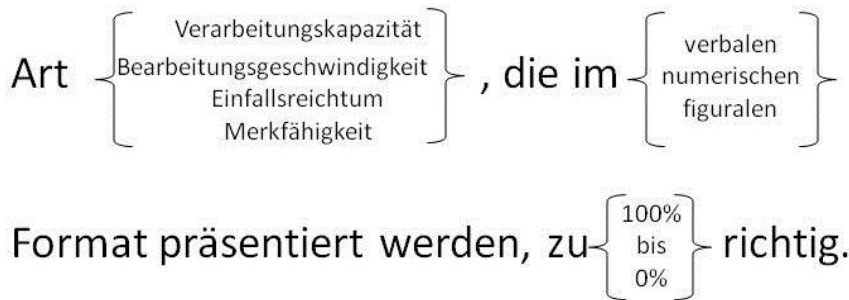 Art { Verarbeitungskapazität
Bearbeitungsgeschwindigkeit
Einfallsreichtum
Merkfähigkeit } , die im { verbalen
numerischen
figuralen }
Format präsentiert werden, zu { 100%
bis
0% } richtig.